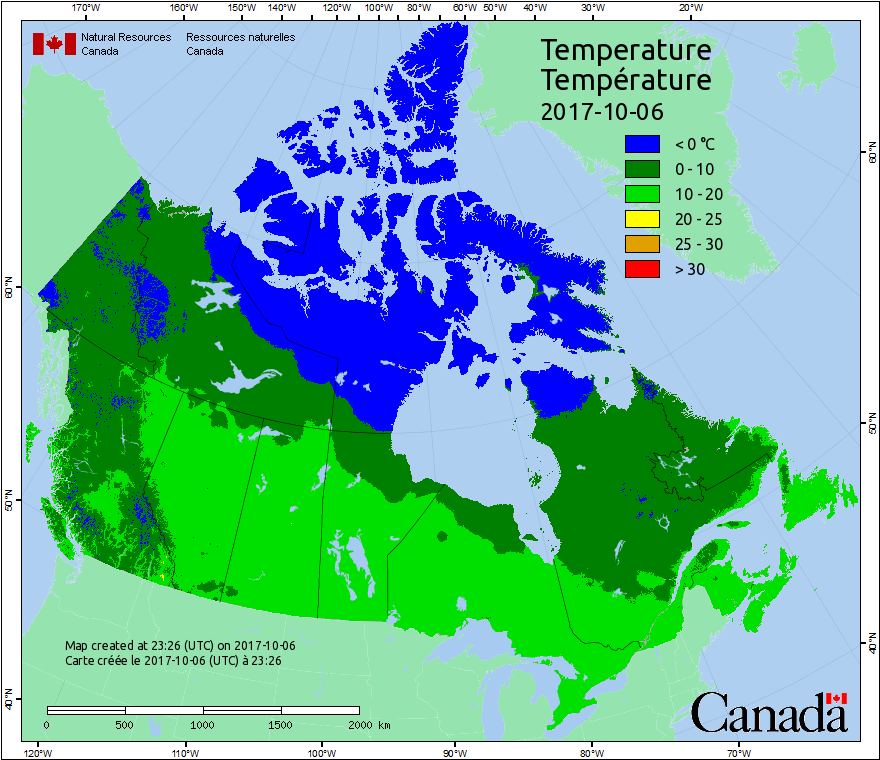 170°W 160°W 150°W 140°W 120°W 100°W 80°W 60°W 50°W 40°W 30°W 20°W
Natural Resources Canada
Ressources naturelles Canada
Temperature
Température
2017-10-06
< 0 °C
0 - 10
10 - 20
20 - 25
25 - 30
> 30
60°N
50°N
40°N
60°N
50°N
40°N
Map created at 23:26 (UTC) on 2017-10-06
Carte créée le 2017-10-06 (UTC) à 23:26
0 500 1000 1500 2000 km
Canada
120°W 110°W 100°W 90°W 80°W 70°W